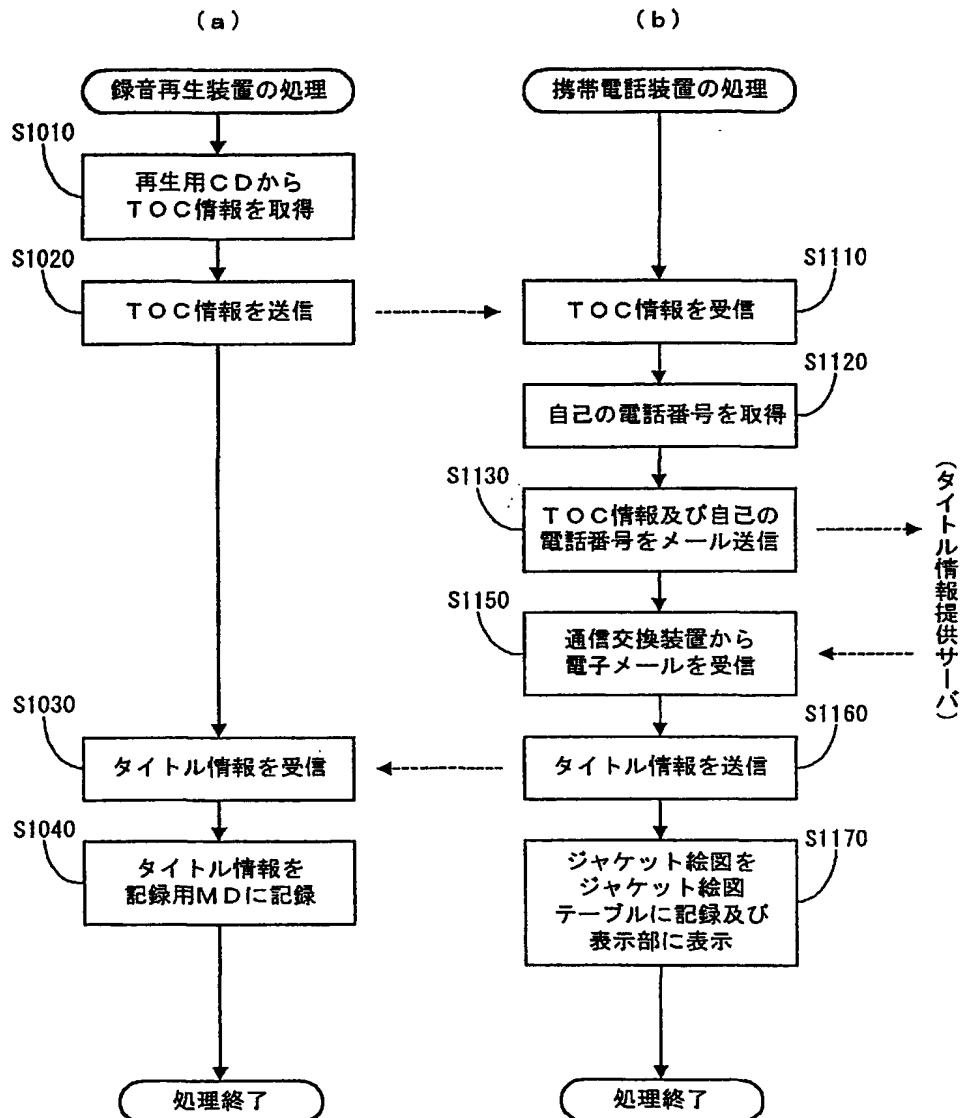 (a)
録音再生装置の処理
S1010
再生用CDから
TOC情報を取得
S1020
TOC情報を送信
S1030
タイトル情報を受信
S1040
タイトル情報を
記録用MDに記録
処理終了
(b)
携帯電話装置の処理
S1110
TOC情報を受信
S1120
自己の電話番号を取得
S1130
TOC情報及び自己の
電話番号をメール送信
S1150
通信交換装置から
電子メールを受信
S1160
タイトル情報を送信
S1170
ジャケット絵図を
ジャケット絵図
テーブルに記録及び
表示部に表示
処理終了
(タイトル情報提供サーバ)